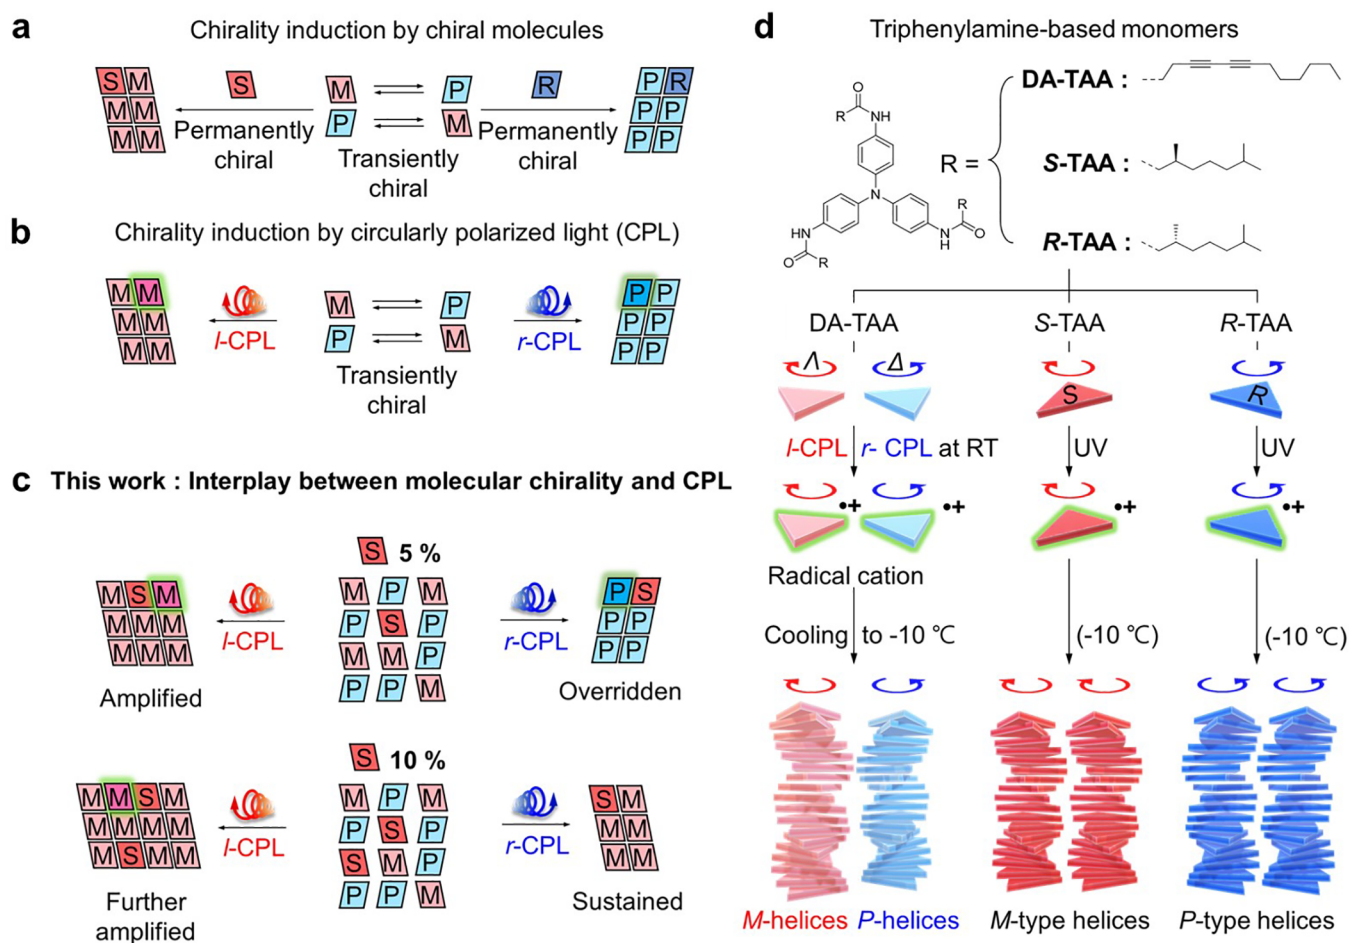 a
Chirality induction by chiral molecules
S M
M M
M M
S
Permanently
chiral
M P
P M
Transiently
chiral
R
Permanently
chiral
P R
P P
P P
b
Chirality induction by circularly polarized light (CPL)
M M
M M
M M
l-CPL
M P
P M
Transiently
chiral
r-CPL
P P
P P
P P
c
This work : Interplay between molecular chirality and CPL
S 5 %
M S M
M M M
M M M
Amplified
l-CPL
M P M
P S P
M M P
P P M
r-CPL
P S
P P
P P
Overridden
S 10 %
M M S M
M M M M
M S M M
Further
amplified
l-CPL
M P M
P S P
S M P
P P M
r-CPL
S M
M M
M M
Sustained
d
Triphenylamine-based monomers
O
R
NH
N
HN
O
R
R
O
N
H
R =
DA-TAA :
S-TAA :
R-TAA :
DA-TAA
S-TAA
R-TAA
Λ
Δ
S
R
l-CPL
r- CPL at RT
UV
UV
•+
•+
•+
•+
Radical cation
Cooling to -10 ℃
(-10 ℃)
(-10 ℃)
M-helices
P-helices
M-type helices
P-type helices